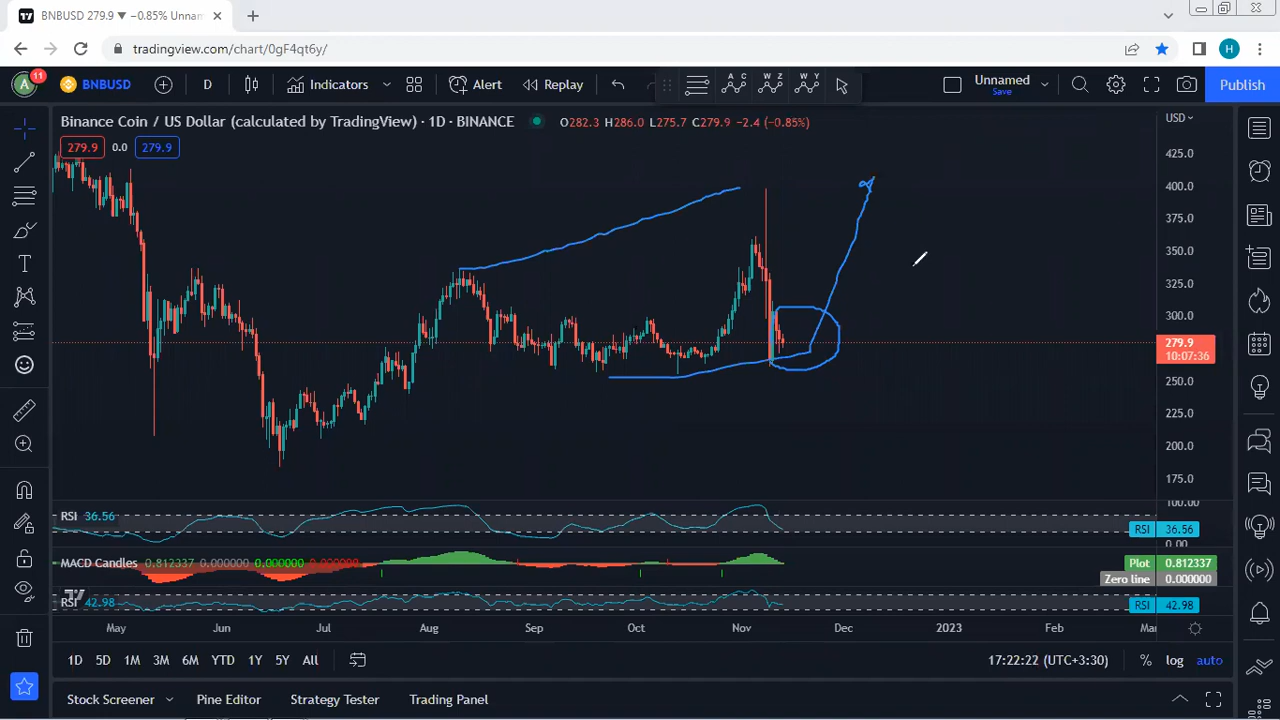 BNBUSD 279.9 ▼ −0.85% Unnam
tradingview.com/chart/0gF4qt6y/
H
A 11 BNBUSD D Indicators Alert Replay A C W Z W Y Unnamed Save Publish
Binance Coin / US Dollar (calculated by TradingView) · 1D · BINANCE O282.3 H286.0 L275.7 C279.9 −2.4 (−0.85%)
USD
279.9 0.0 279.9
425.0
400.0
375.0
350.0
325.0
300.0
279.9
10:07:36
250.0
225.0
200.0
175.0
100.00
RSI 36.56
RSI 36.56
0.00
MACD Candles 0.812337 0.000000 0.000000 0.000000
Plot 0.812337
Zero line 0.000000
RSI 42.98
RSI 42.98
May Jun Jul Aug Sep Oct Nov Dec 2023 Feb
1D 5D 1M 3M 6M YTD 1Y 5Y All 17:22:22 (UTC+3:30) % log auto
Stock Screener Pine Editor Strategy Tester Trading Panel